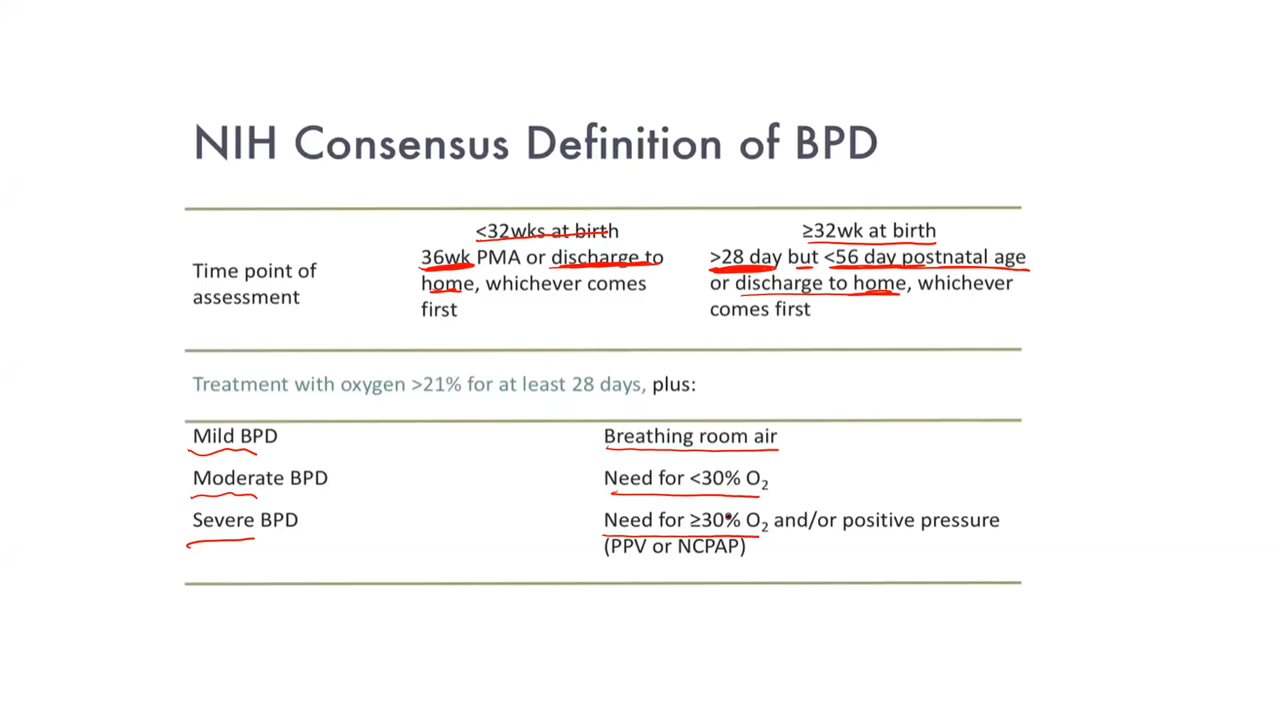 NIH Consensus Definition of BPD
<32wks at birth
≥32wk at birth
Time point of assessment
36wk PMA or discharge to
home, whichever comes
first
>28 day but <56 day postnatal age
or discharge to home, whichever
comes first
Treatment with oxygen >21% for at least 28 days, plus:
Mild BPD
Breathing room air
Moderate BPD
Need for <30% O₂
Severe BPD
Need for ≥30% O₂ and/or positive pressure
(PPV or NCPAP)